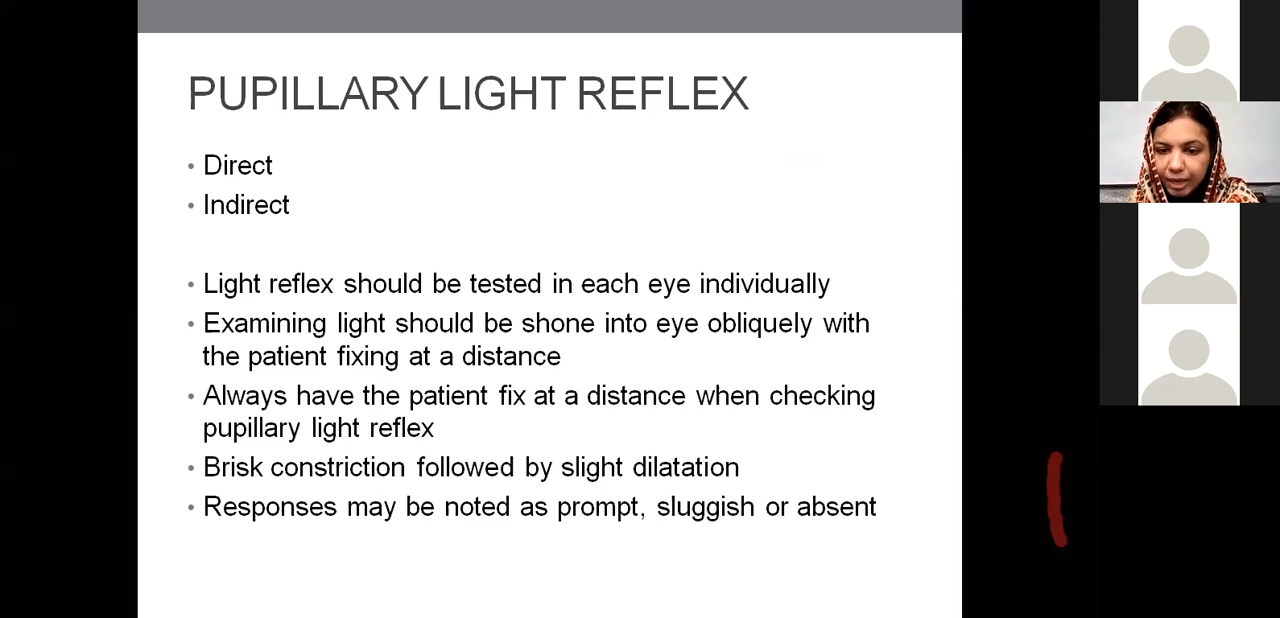 PUPILLARY LIGHT REFLEX
• Direct
• Indirect
• Light reflex should be tested in each eye individually
• Examining light should be shone into eye obliquely with
the patient fixing at a distance
• Always have the patient fix at a distance when checking
pupillary light reflex
• Brisk constriction followed by slight dilatation
• Responses may be noted as prompt, sluggish or absent